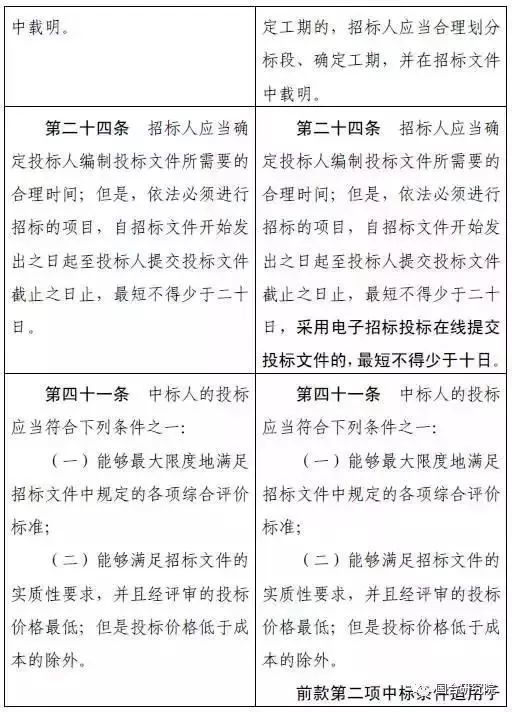 中载明。
定工期的，招标人应当合理划分
标段、确定工期，并在招标文件
中载明。
第二十四条　招标人应当确
定投标人编制投标文件所需要的
合理时间；但是，依法必须进行
招标的项目，自招标文件开始发
出之日起至投标人提交投标文件
截止之日止，最短不得少于二十
日。
第二十四条　招标人应当确
定投标人编制投标文件所需要的
合理时间；但是，依法必须进行
招标的项目，自招标文件开始发
出之日起至投标人提交投标文件
截止之日止，最短不得少于二十
日，采用电子招标投标在线提交
投标文件的，最短不得少于十日。
第四十一条　中标人的投标
应当符合下列条件之一：
（一）能够最大限度地满足
招标文件中规定的各项综合评价
标准；
（二）能够满足招标文件的
实质性要求，并且经评审的投标
价格最低；但是投标价格低于成
本的除外。
第四十一条　中标人的投标
应当符合下列条件之一：
（一）能够最大限度地满足
招标文件中规定的各项综合评价
标准；
（二）能够满足招标文件的
实质性要求，并且经评审的投标
价格最低；但是投标价格低于成
本的除外。
前款第二项中标条件适用于